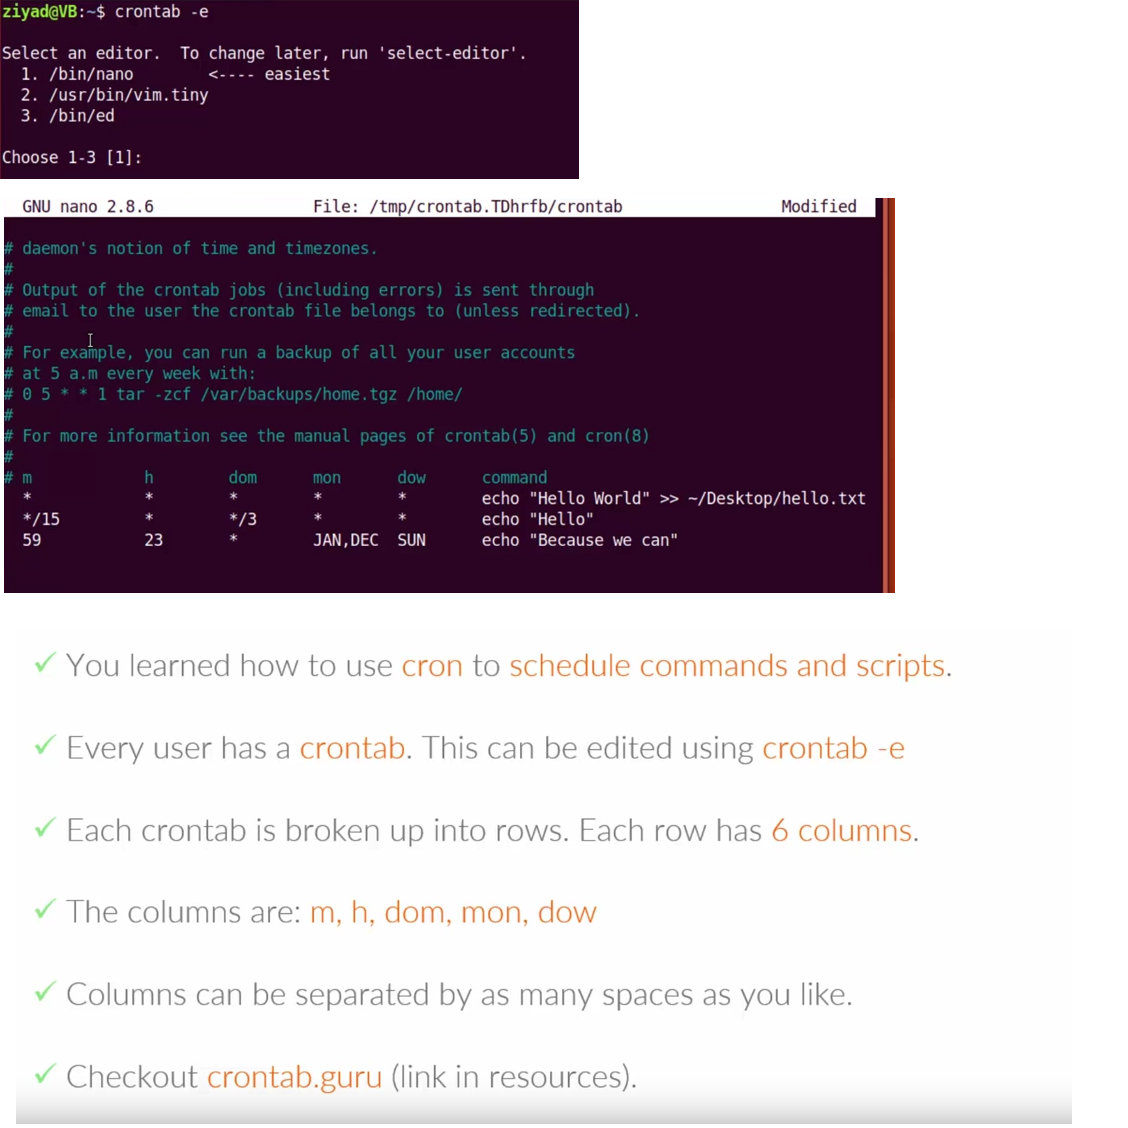 ziyad@VB:~$ crontab -e
Select an editor.  To change later, run 'select-editor'.
1. /bin/nano        <---- easiest
2. /usr/bin/vim.tiny
3. /bin/ed
Choose 1-3 [1]:
GNU nano 2.8.6                 File: /tmp/crontab.TDhrfb/crontab                 Modified
# daemon's notion of time and timezones.
#
# Output of the crontab jobs (including errors) is sent through
# email to the user the crontab file belongs to (unless redirected).
#
# For example, you can run a backup of all your user accounts
# at 5 a.m every week with:
# 0 5 * * 1 tar -zcf /var/backups/home.tgz /home/
#
# For more information see the manual pages of crontab(5) and cron(8)
#
# m            h        dom      mon      dow      command
*            *        *        *        *        echo "Hello World" >> ~/Desktop/hello.txt
*/15         *        */3      *        *        echo "Hello"
59           23       *        JAN,DEC  SUN      echo "Because we can"
✓ You learned how to use cron to schedule commands and scripts.
✓ Every user has a crontab. This can be edited using crontab -e
✓ Each crontab is broken up into rows. Each row has 6 columns.
✓ The columns are: m, h, dom, mon, dow
✓ Columns can be separated by as many spaces as you like.
✓ Checkout crontab.guru (link in resources).